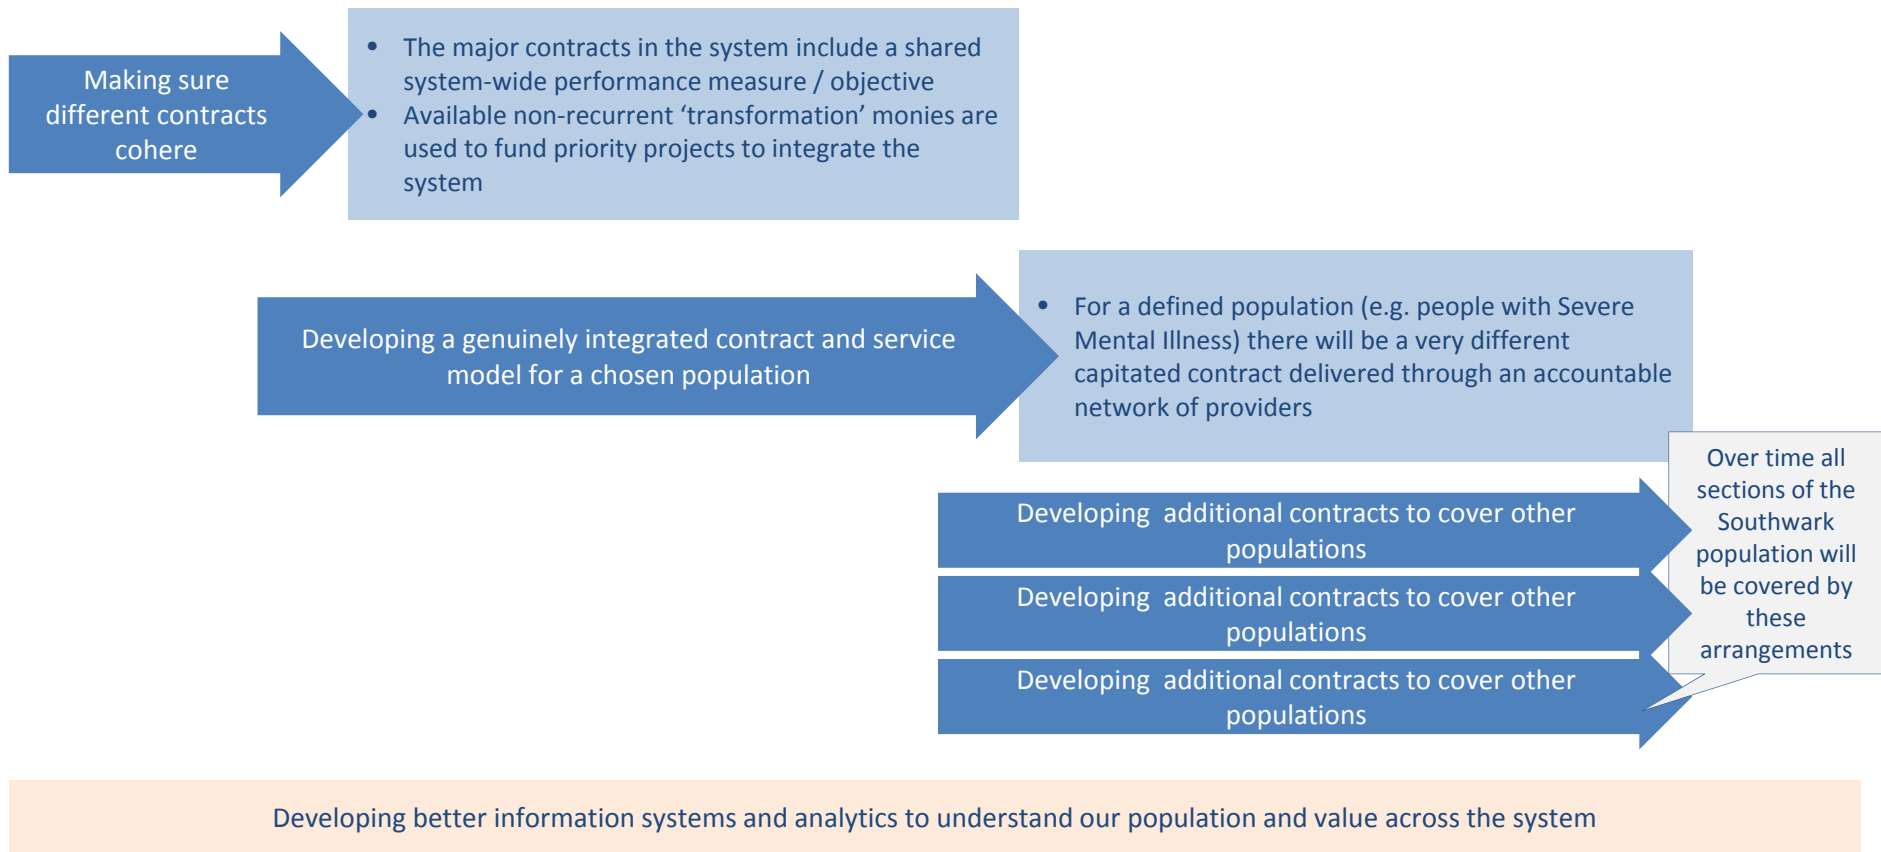 Making sure
different contracts
cohere
• The major contracts in the system include a shared
system-wide performance measure / objective
• Available non-recurrent ‘transformation’ monies are
used to fund priority projects to integrate the
system
Developing a genuinely integrated contract and service
model for a chosen population
• For a defined population (e.g. people with Severe
Mental Illness) there will be a very different
capitated contract delivered through an accountable
network of providers
Over time all
sections of the
Southwark
population will
be covered by
these
arrangements
Developing  additional contracts to cover other
populations
Developing  additional contracts to cover other
populations
Developing  additional contracts to cover other
populations
Developing better information systems and analytics to understand our population and value across the system